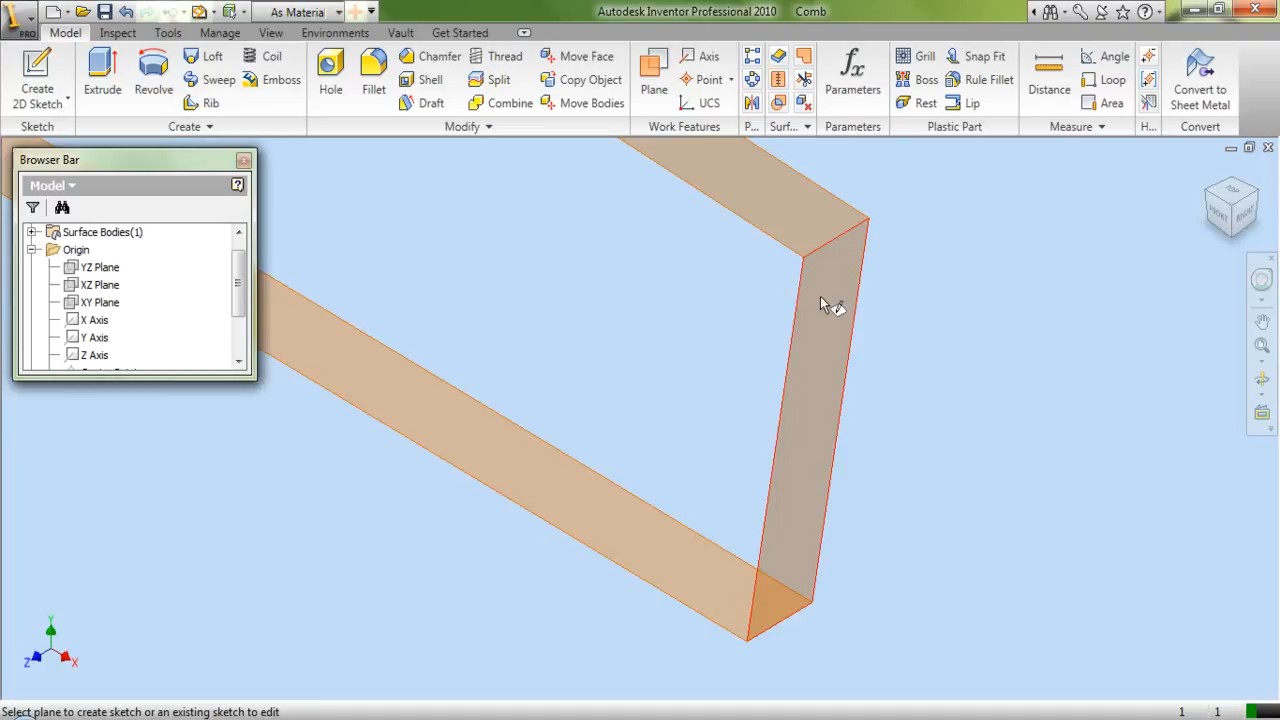 Autodesk Inventor Professional 2010 Comb
As Materia
PRO
Model Inspect Tools Manage View Environments Vault Get Started
Create
2D Sketch
Extrude
Revolve
Loft
Sweep
Rib
Coil
Emboss
Hole
Fillet
Chamfer
Shell
Draft
Thread
Split
Combine
Move Face
Copy Object
Move Bodies
Plane
Axis
Point
UCS
Parameters
Grill
Boss
Rest
Snap Fit
Rule Fillet
Lip
Distance
Angle
Loop
Area
Convert to
Sheet Metal
Sketch Create Modify Work Features P... Surf... Parameters Plastic Part Measure H... Convert
Browser Bar
Model
Surface Bodies(1)
Origin
YZ Plane
XZ Plane
XY Plane
X Axis
Y Axis
Z Axis
TOP
FRONT
RIGHT
Y
Z
X
Select plane to create sketch or an existing sketch to edit
1 1